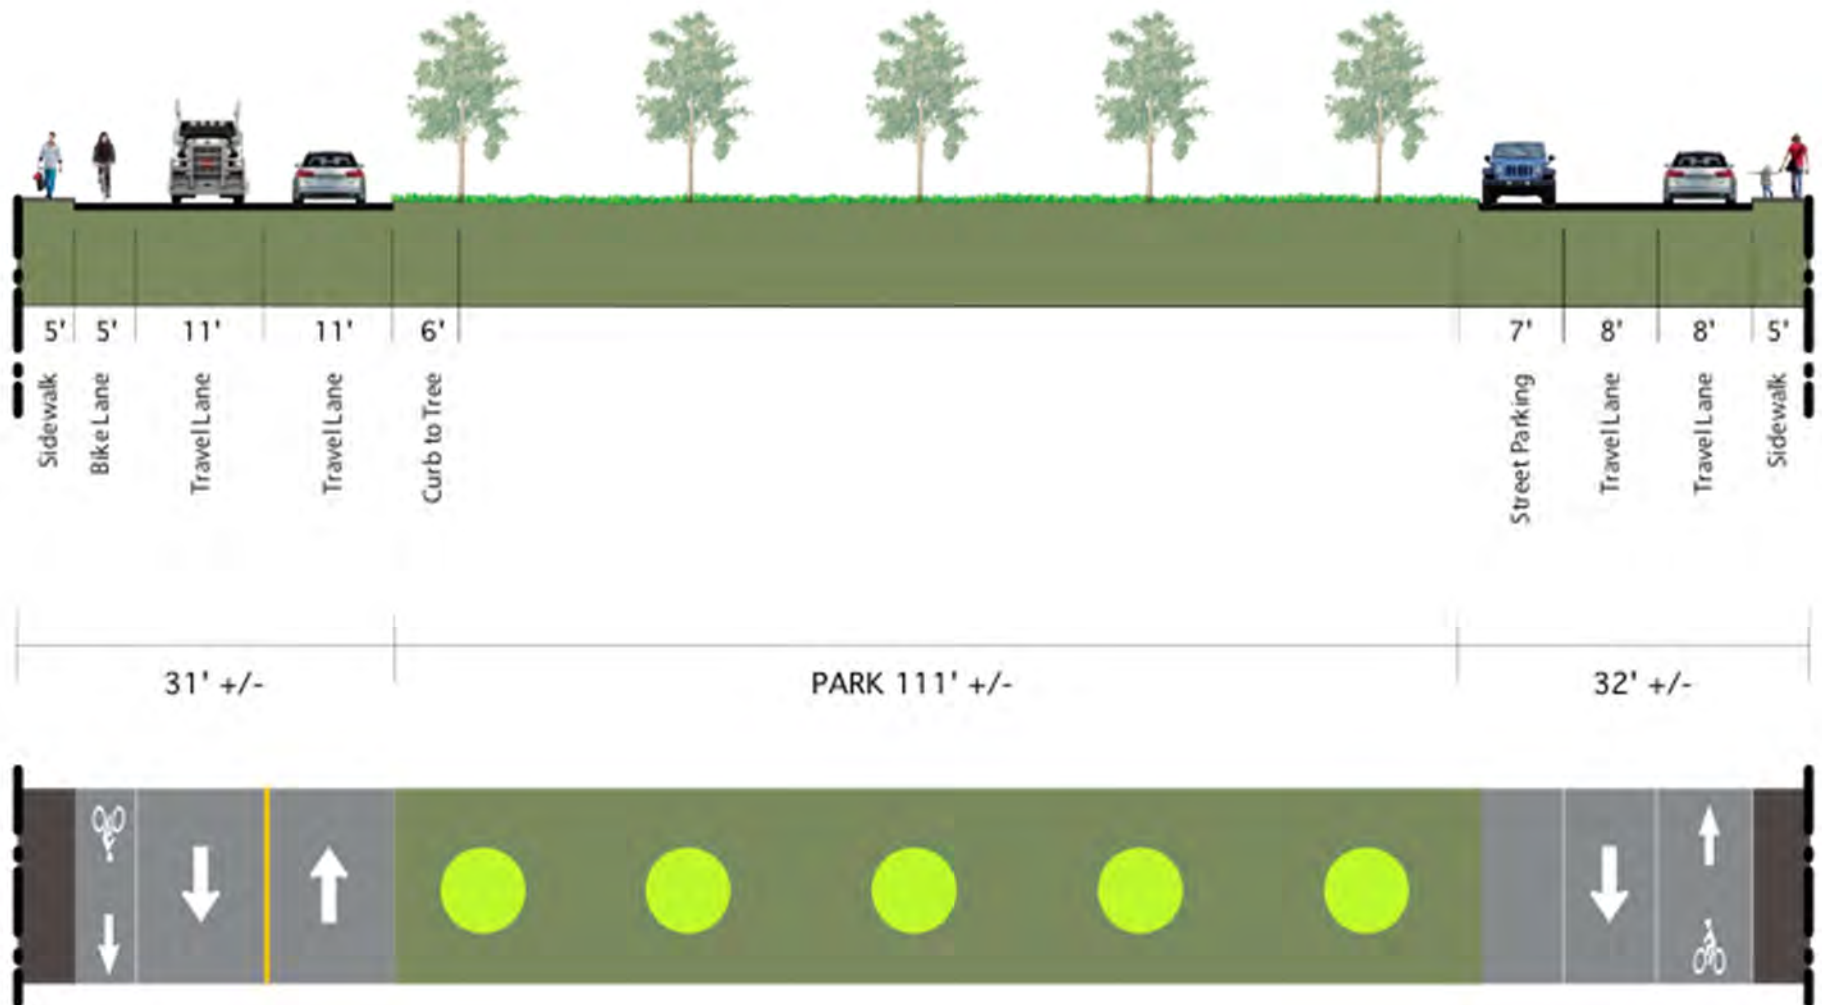 5' 5' 11' 11' 6' 7' 8' 8' 5'
Sidewalk
Bike Lane
Travel Lane
Travel Lane
Curb to Tree
Street Parking
Travel Lane
Travel Lane
Sidewalk
31' +/- PARK 111' +/- 32' +/-